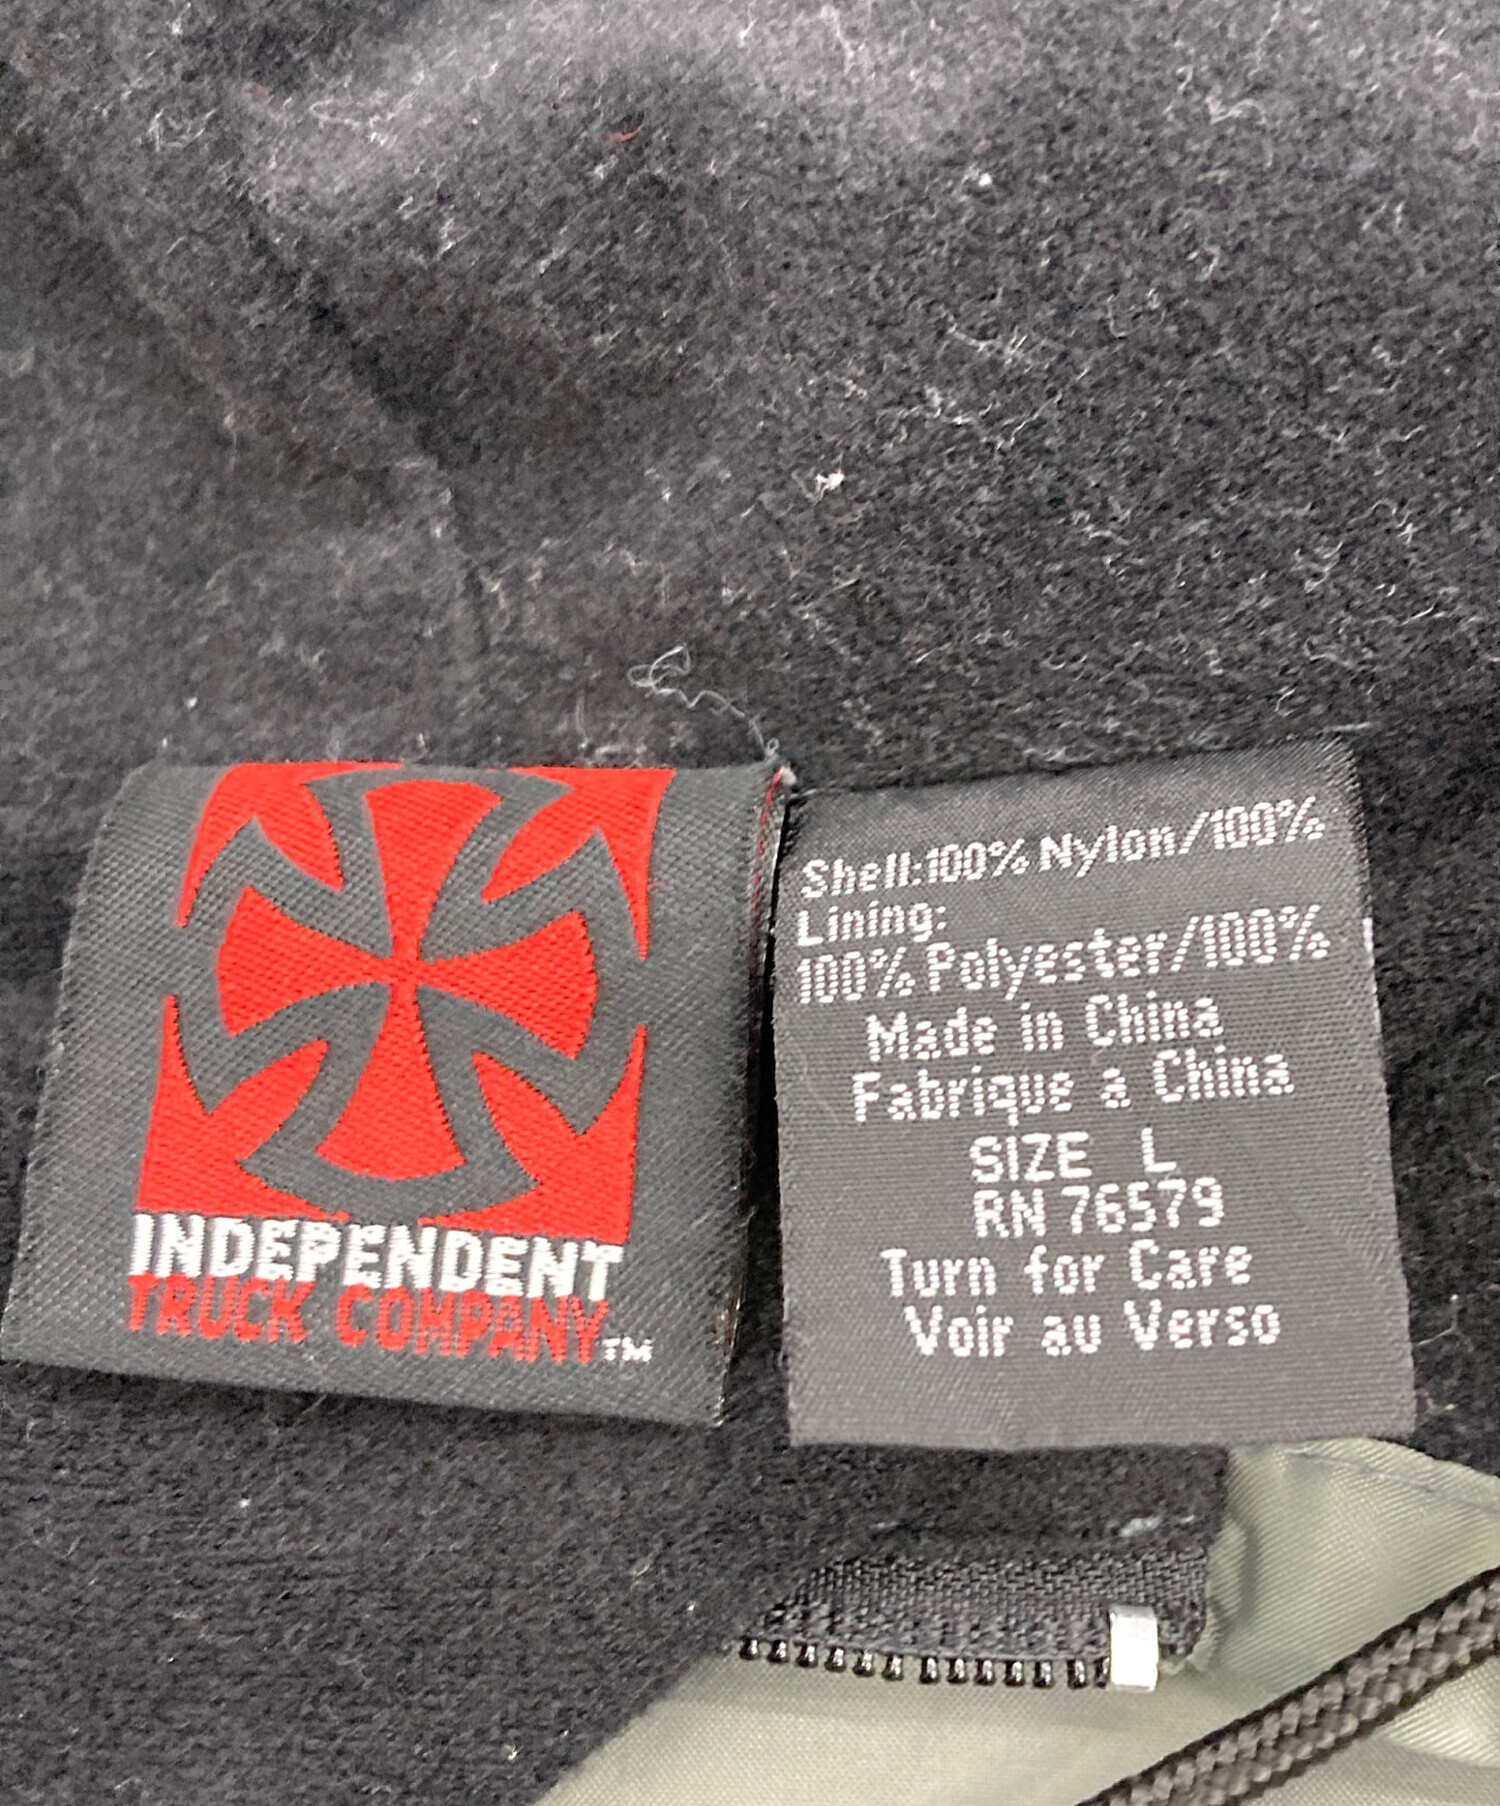 INDEPENDENT
TRUCK COMPANY™
Shell:100% Nylon/100%
Lining:
100% Polyester/100%
Made in China
Fabrique a China
SIZE L
RN 76579
Turn for Care
Voir au Verso